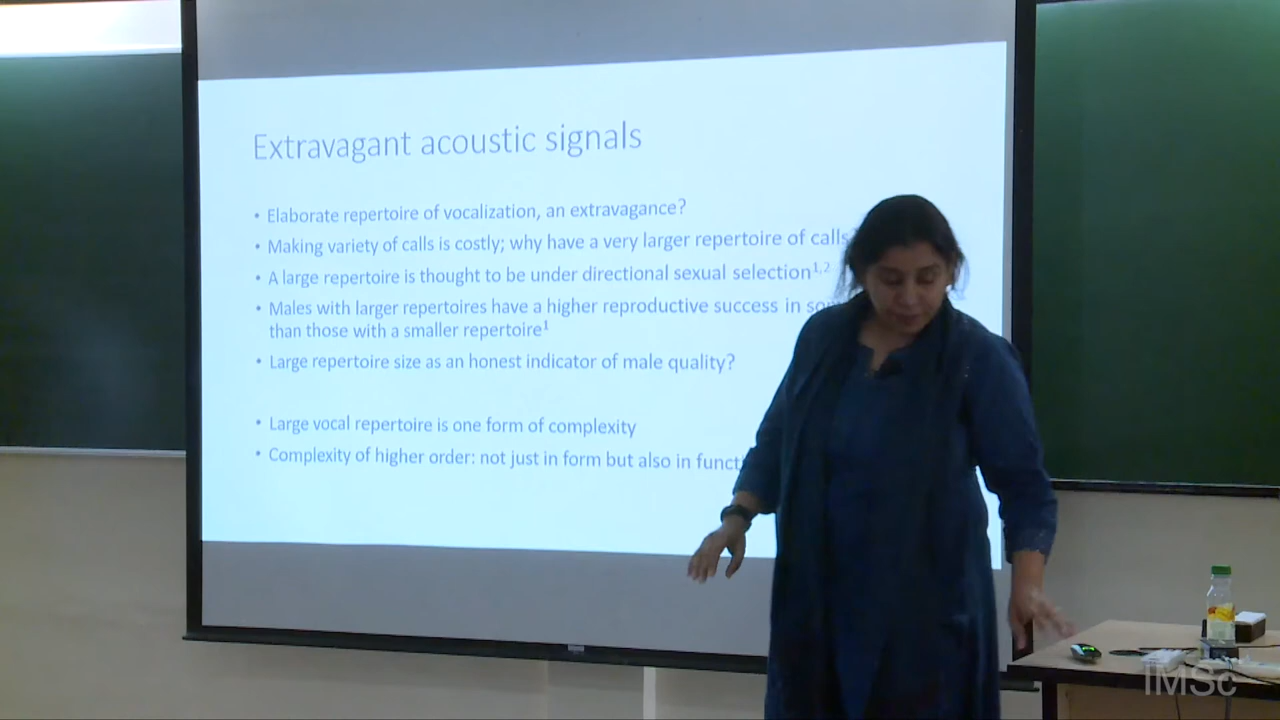 Extravagant acoustic signals
• Elaborate repertoire of vocalization, an extravagance?
• Making variety of calls is costly; why have a very larger repertoire of calls
• A large repertoire is thought to be under directional sexual selection1,2
• Males with larger repertoires have a higher reproductive success in
than those with a smaller repertoire1
• Large repertoire size as an honest indicator of male quality?
• Large vocal repertoire is one form of complexity
• Complexity of higher order: not just in form but also in
IMSc